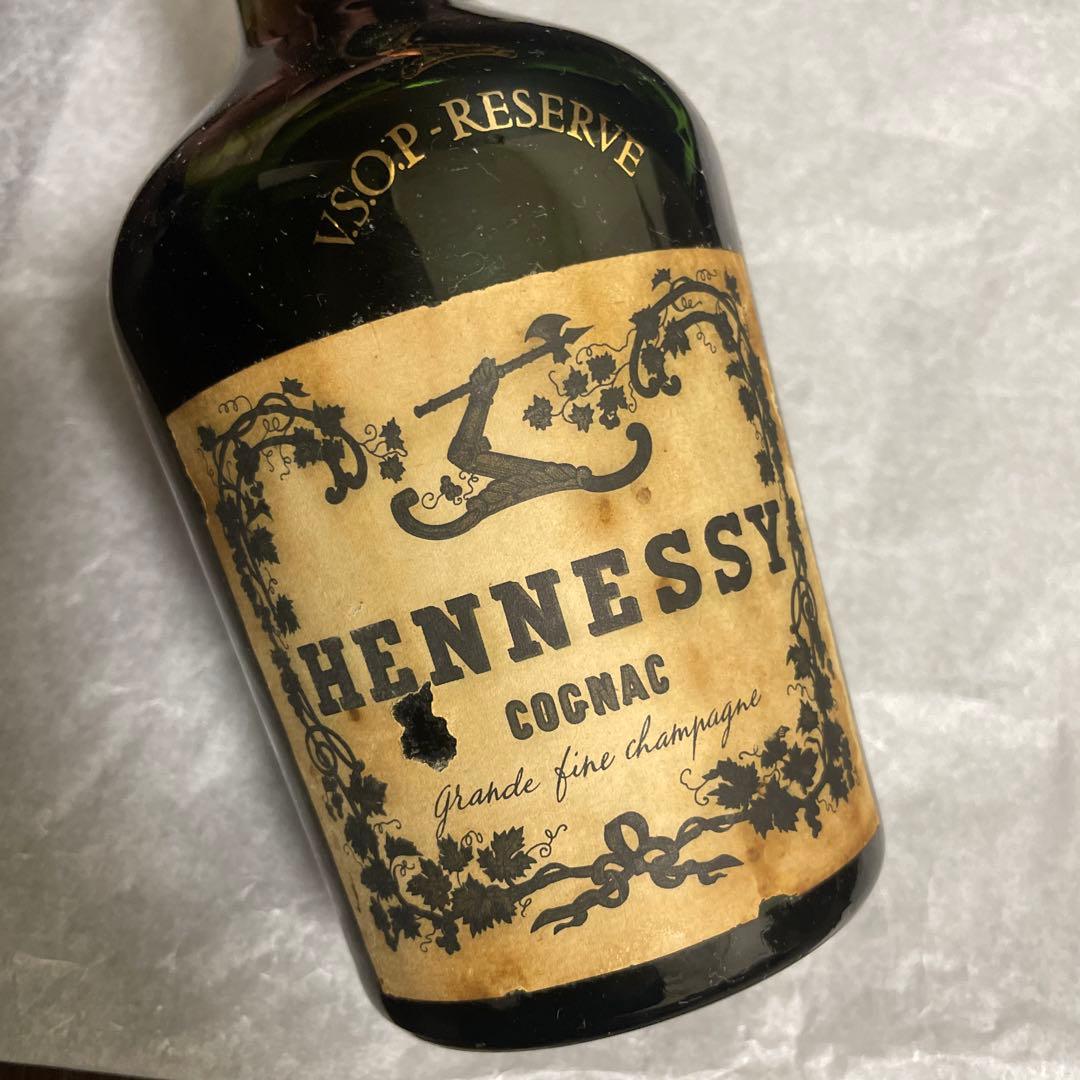 V.S.O.P - RESERVE
HENNESSY
COGNAC
grande fine champagne